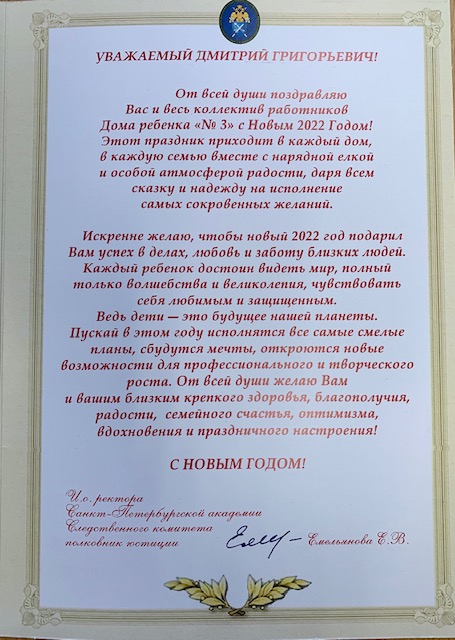 УВАЖАЕМЫЙ ДМИТРИЙ ГРИГОРЬЕВИЧ!
От всей души поздравляю
Вас и весь коллектив работников
Дома ребенка «№ 3» с Новым 2022 Годом!
Этот праздник приходит в каждый дом,
в каждую семью вместе с нарядной елкой
и особой атмосферой радости, даря всем
сказку и надежду на исполнение
самых сокровенных желаний.
Искренне желаю, чтобы новый 2022 год подарил
Вам успех в делах, любовь и заботу близких людей.
Каждый ребенок достоин видеть мир, полный
только волшебства и великолепия, чувствовать
себя любимым и защищенным.
Ведь дети — это будущее нашей планеты.
Пускай в этом году исполнятся все самые смелые
планы, сбудутся мечты, откроются новые
возможности для профессионального и творческого
роста. От всей души желаю Вам
и вашим близким крепкого здоровья, благополучия,
радости, семейного счастья, оптимизма,
вдохновения и праздничного настроения!
С НОВЫМ ГОДОМ!
И.о. ректора
Санкт-Петербургской академии
Следственного комитета
полковник юстиции Емельянова Е.В.